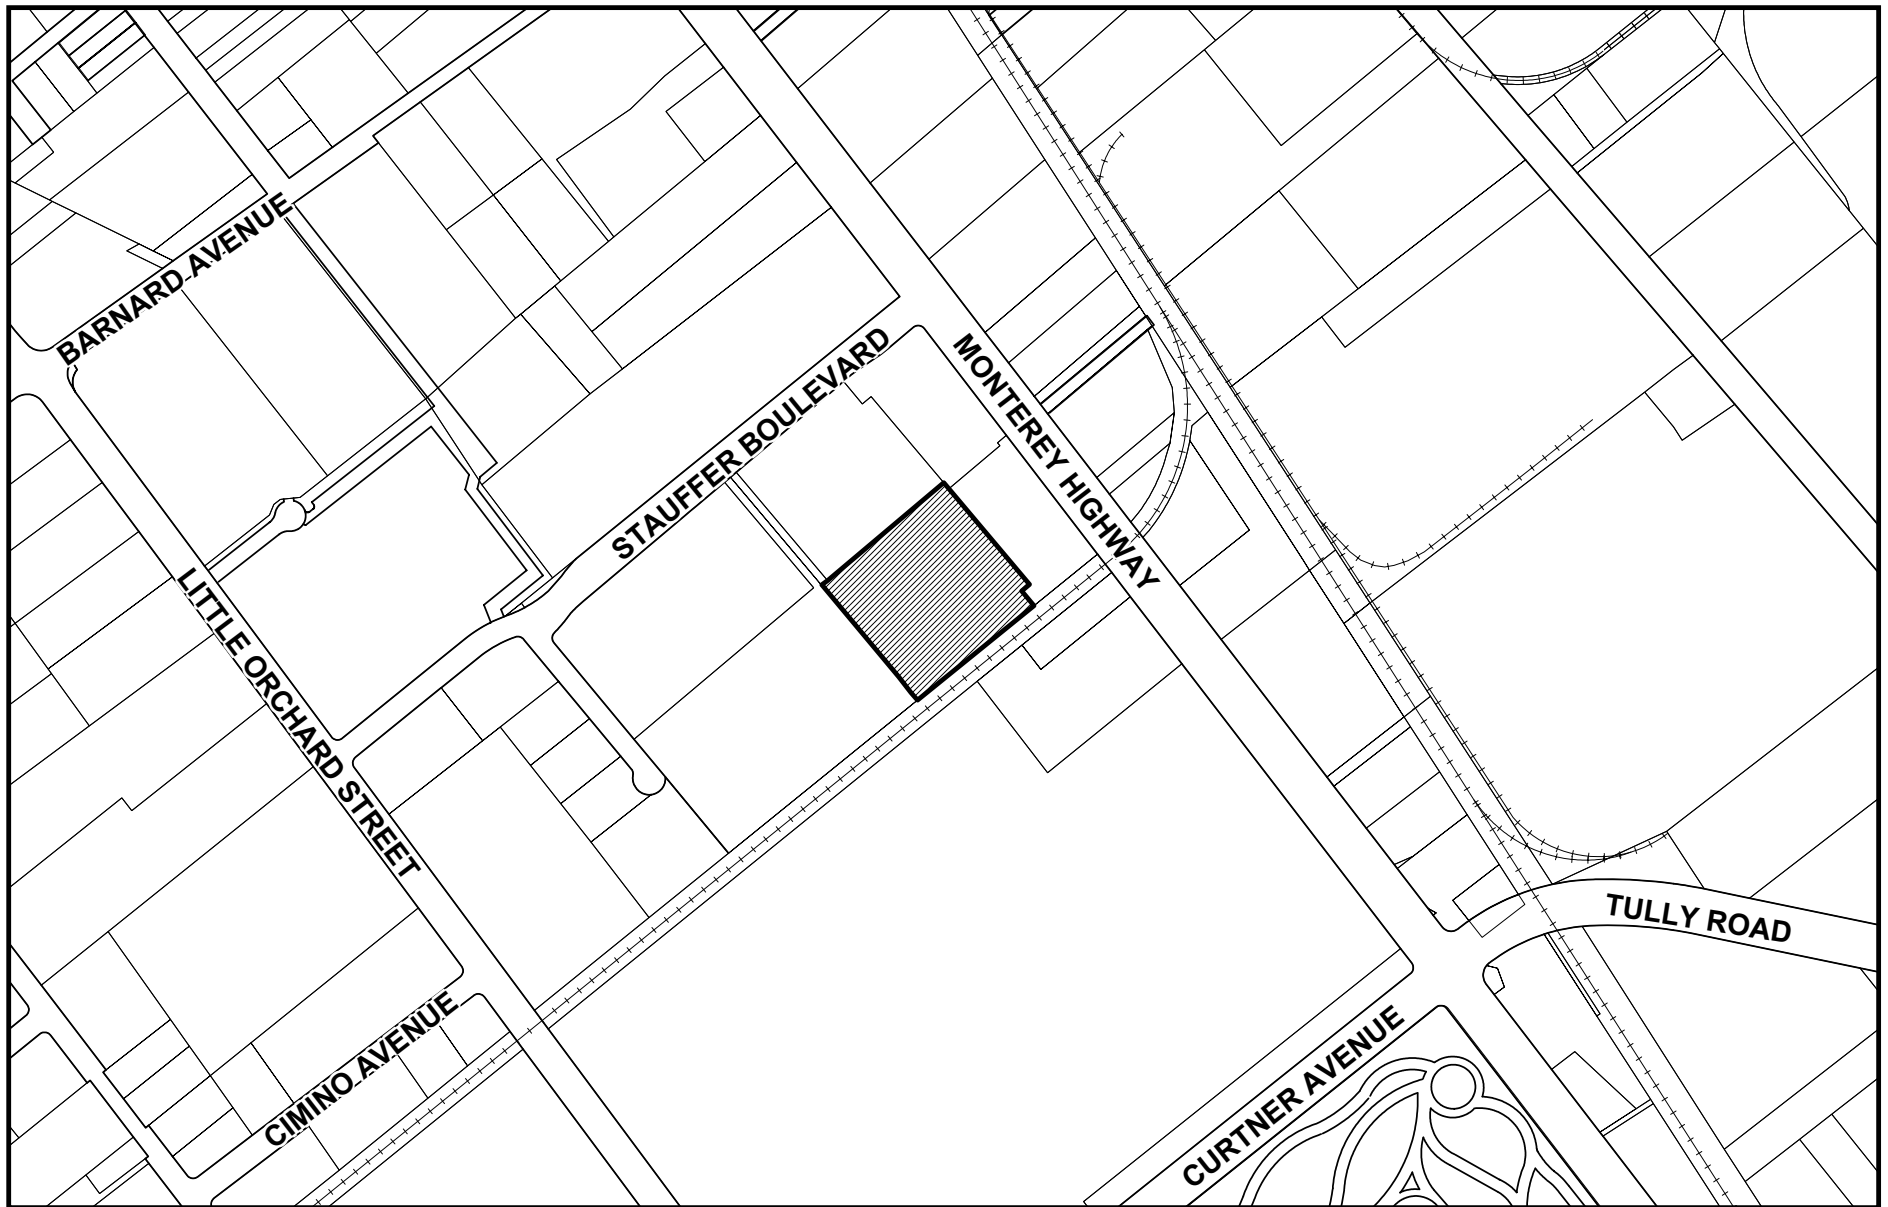 BARNARD AVENUE
STAUFFER BOULEVARD
MONTEREY HIGHWAY
LITTLE ORCHARD STREET
TULLY ROAD
CIMINO AVENUE
CURTNER AVENUE